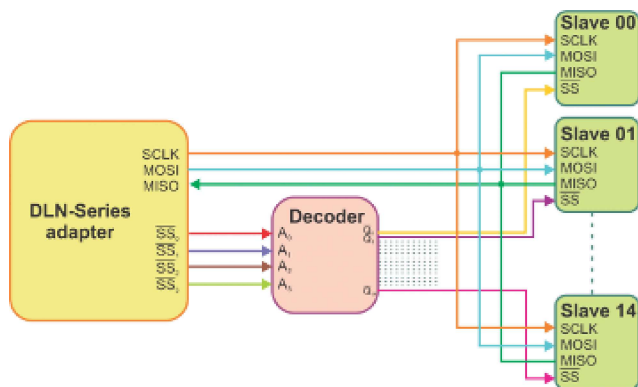 DLN-Series
adapter
SCLK
MOSI
MISO
SS₀
SS₁
SS₂
SS₃
Decoder
A₀
A₁
A₂
A₃
Q₀
Q₁
Slave 00
SCLK
MOSI
MISO
SS
Slave 01
SCLK
MOSI
MISO
SS
Slave 14
SCLK
MOSI
MISO
SS